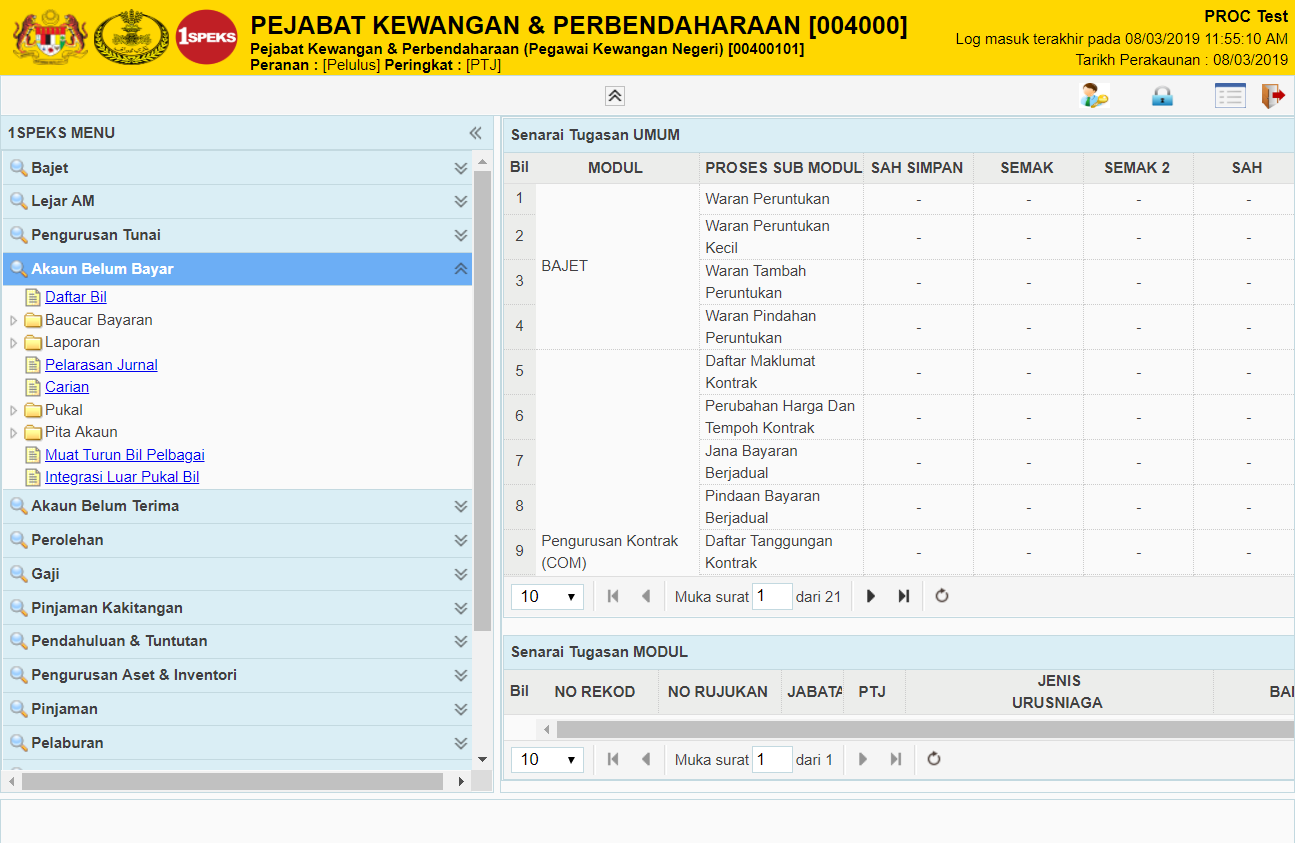 1SPEKS
PEJABAT KEWANGAN & PERBENDAHARAAN [004000]
Pejabat Kewangan & Perbendaharaan (Pegawai Kewangan Negeri) [00400101]
Peranan : [Pelulus] Peringkat : [PTJ]
PROC Test
Log masuk terakhir pada 08/03/2019 11:55:10 AM
Tarikh Perakaunan : 08/03/2019
1SPEKS MENU
Bajet
Lejar AM
Pengurusan Tunai
Akaun Belum Bayar
Daftar Bil
Baucar Bayaran
Laporan
Pelarasan Jurnal
Carian
Pukal
Pita Akaun
Muat Turun Bil Pelbagai
Integrasi Luar Pukal Bil
Akaun Belum Terima
Perolehan
Gaji
Pinjaman Kakitangan
Pendahuluan & Tuntutan
Pengurusan Aset & Inventori
Pinjaman
Pelaburan
Senarai Tugasan UMUM
Bil MODUL PROSES SUB MODUL SAH SIMPAN SEMAK SEMAK 2 SAH
1 Waran Peruntukan - - - -
2 Waran Peruntukan
Kecil - - - -
BAJET
3 Waran Tambah
Peruntukan - - - -
4 Waran Pindahan
Peruntukan - - - -
5 Daftar Maklumat
Kontrak - - - -
6 Perubahan Harga Dan
Tempoh Kontrak - - - -
7 Jana Bayaran
Berjadual - - - -
8 Pindaan Bayaran
Berjadual - - - -
9 Pengurusan Kontrak Daftar Tanggungan
(COM) Kontrak - - - -
10 Muka surat 1 dari 21
Senarai Tugasan MODUL
Bil NO REKOD NO RUJUKAN JABATA PTJ JENIS
URUSNIAGA BAI
10 Muka surat 1 dari 1